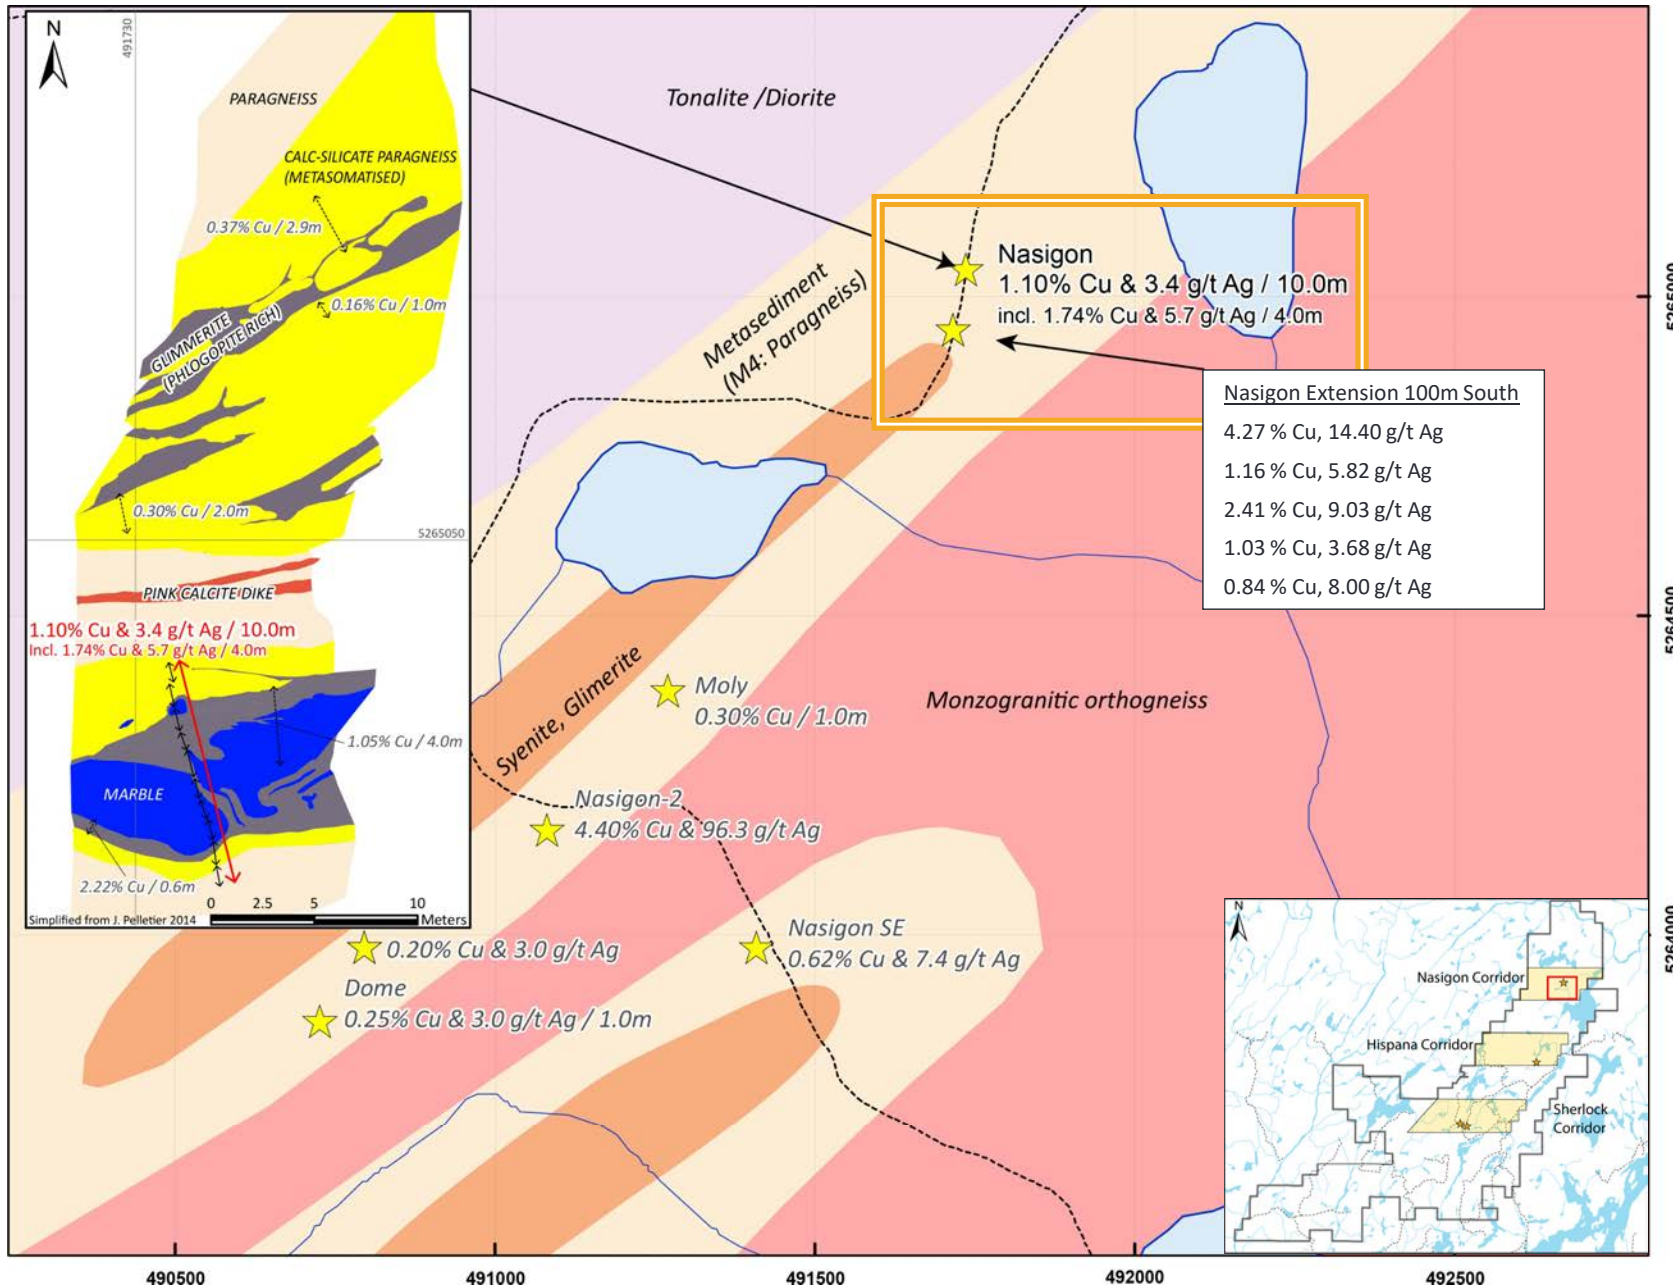 N
491730
PARAGNEISS
CALC-SILICATE PARAGNEISS
(METASOMATISED)
0.37% Cu / 2.9m
0.16% Cu / 1.0m
GLIMMERITE
(PHLOGOPITE RICH)
0.30% Cu / 2.0m
5265050
PINK CALCITE DIKE
1.10% Cu & 3.4 g/t Ag / 10.0m
Incl. 1.74% Cu & 5.7 g/t Ag / 4.0m
1.05% Cu / 4.0m
MARBLE
2.22% Cu / 0.6m
0 2.5 5 10
Meters
Simplified from J. Pelletier 2014
Tonalite /Diorite
Metasediment
(M4: Paragneiss)
Nasigon
1.10% Cu & 3.4 g/t Ag / 10.0m
incl. 1.74% Cu & 5.7 g/t Ag / 4.0m
Nasigon Extension 100m South
4.27 % Cu, 14.40 g/t Ag
1.16 % Cu, 5.82 g/t Ag
2.41 % Cu, 9.03 g/t Ag
1.03 % Cu, 3.68 g/t Ag
0.84 % Cu, 8.00 g/t Ag
Syenite, Glimerite
Moly
0.30% Cu / 1.0m
Monzogranitic orthogneiss
Nasigon-2
4.40% Cu & 96.3 g/t Ag
Nasigon SE
0.62% Cu & 7.4 g/t Ag
0.20% Cu & 3.0 g/t Ag
Dome
0.25% Cu & 3.0 g/t Ag / 1.0m
N
Nasigon Corridor
Hispana Corridor
Sherlock
Corridor
5265000
5264500
5264000
490500
491000
491500
492000
492500